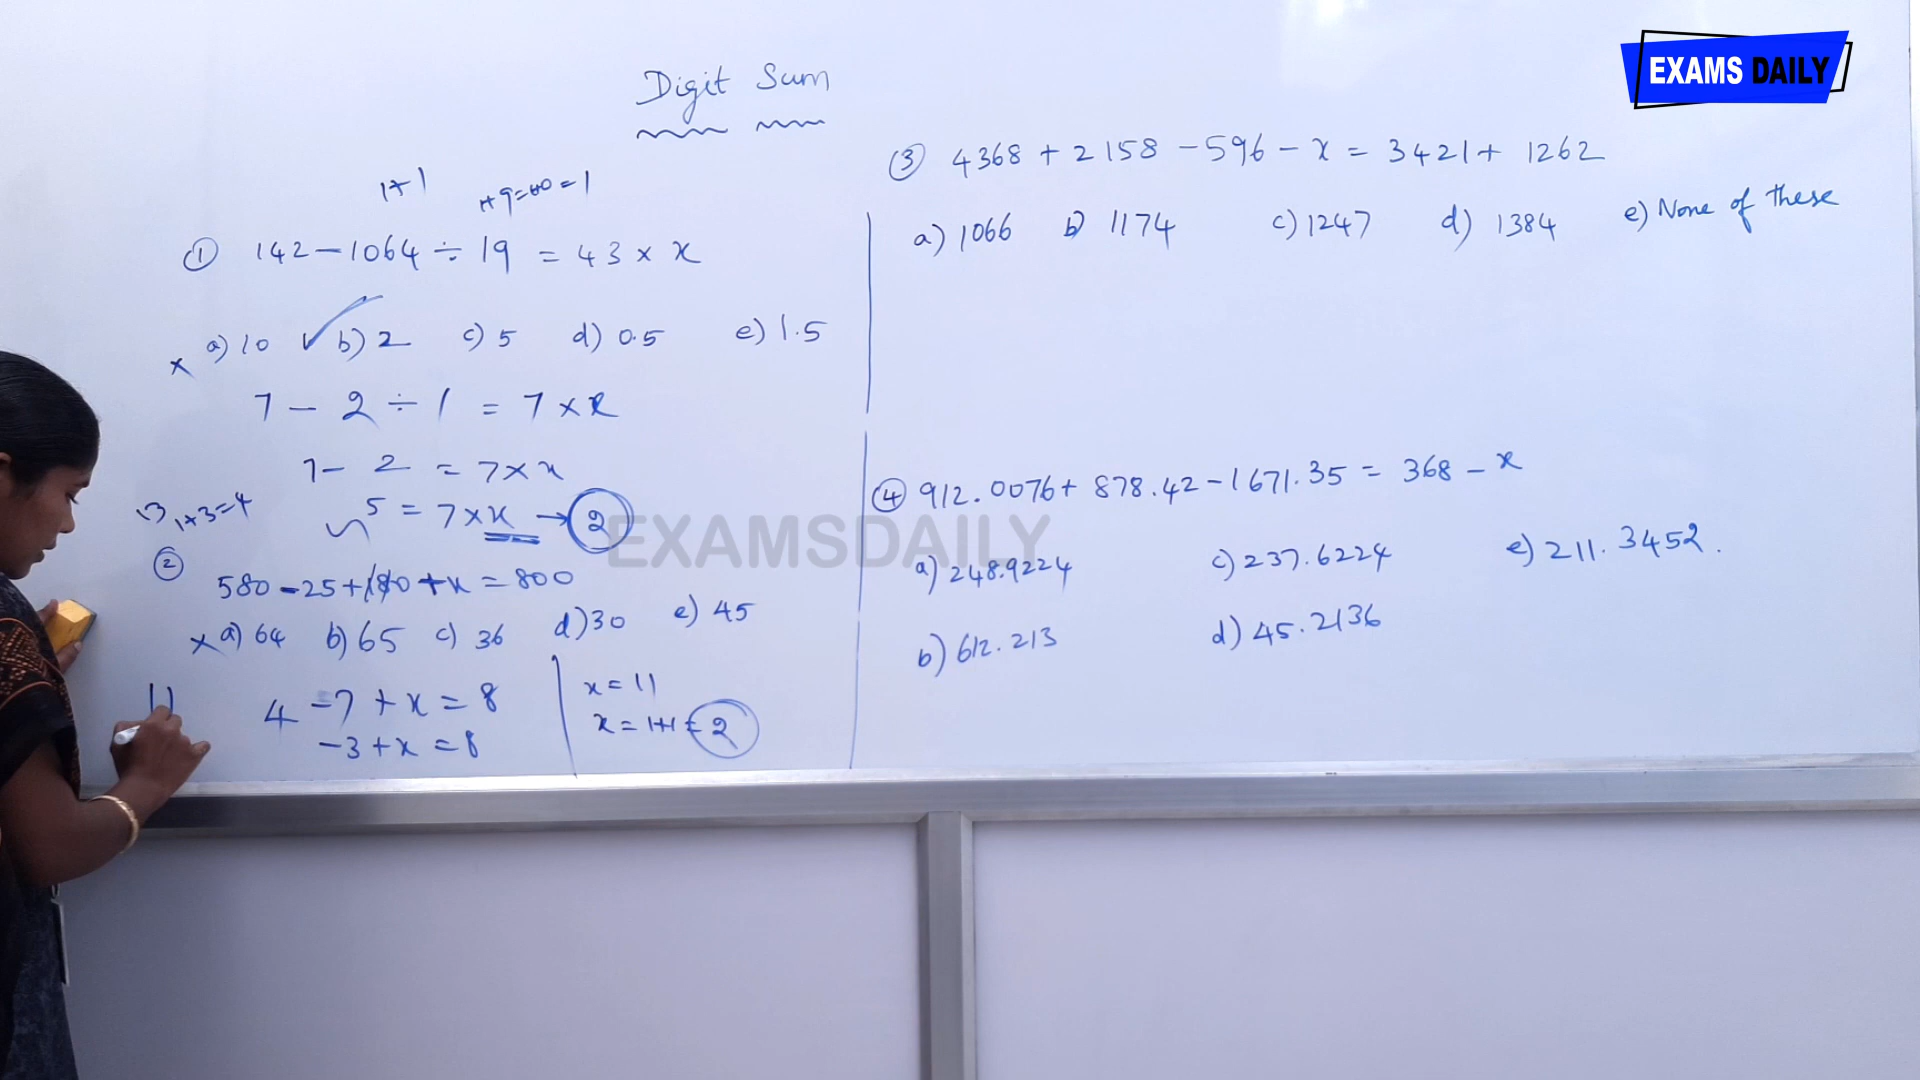 EXAMS DAILY
Digit Sum
1+1
① 142 - 1064 ÷ 19 = 43 × x
a) 10 b) 2 c) 5 d) 0.5 e) 1.5
7 - 2 ÷ 1 = 7 × x
7 - 2 = 7 × x
5 = 7 × x → 2
13 1+3=4
② 580 - 25 + 180 + x = 800
a) 64 b) 65 c) 36 d) 30 e) 45
4 - 7 + x = 8
-3 + x = 8
x = 11
x = 1+1 = 2
11
③ 4368 + 2158 - 596 - x = 3421 + 1262
a) 1066 b) 1174 c) 1247 d) 1384 e) None of these
④ 912.0076 + 878.42 - 1671.35 = 368 - x
a) 248.9224 c) 237.6224 e) 211.3452.
b) 612.213 d) 45.2136
EXAMSDAILY